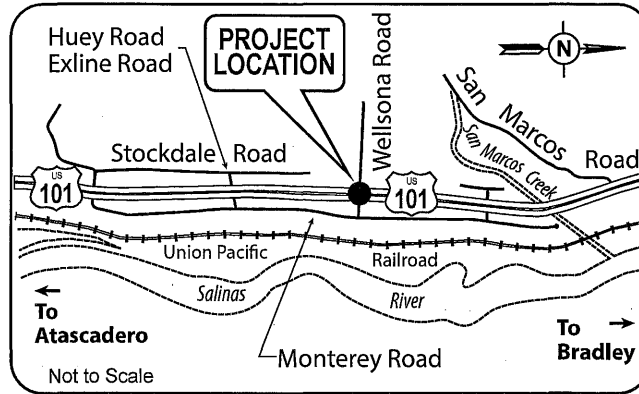 Huey Road
Exline Road
PROJECT
LOCATION
Wellsona Road
N
San Marcos Road
San Marcos Creek
Stockdale Road
US
101
US
101
Union Pacific Railroad
Salinas River
To
Atascadero
To
Bradley
Monterey Road
Not to Scale